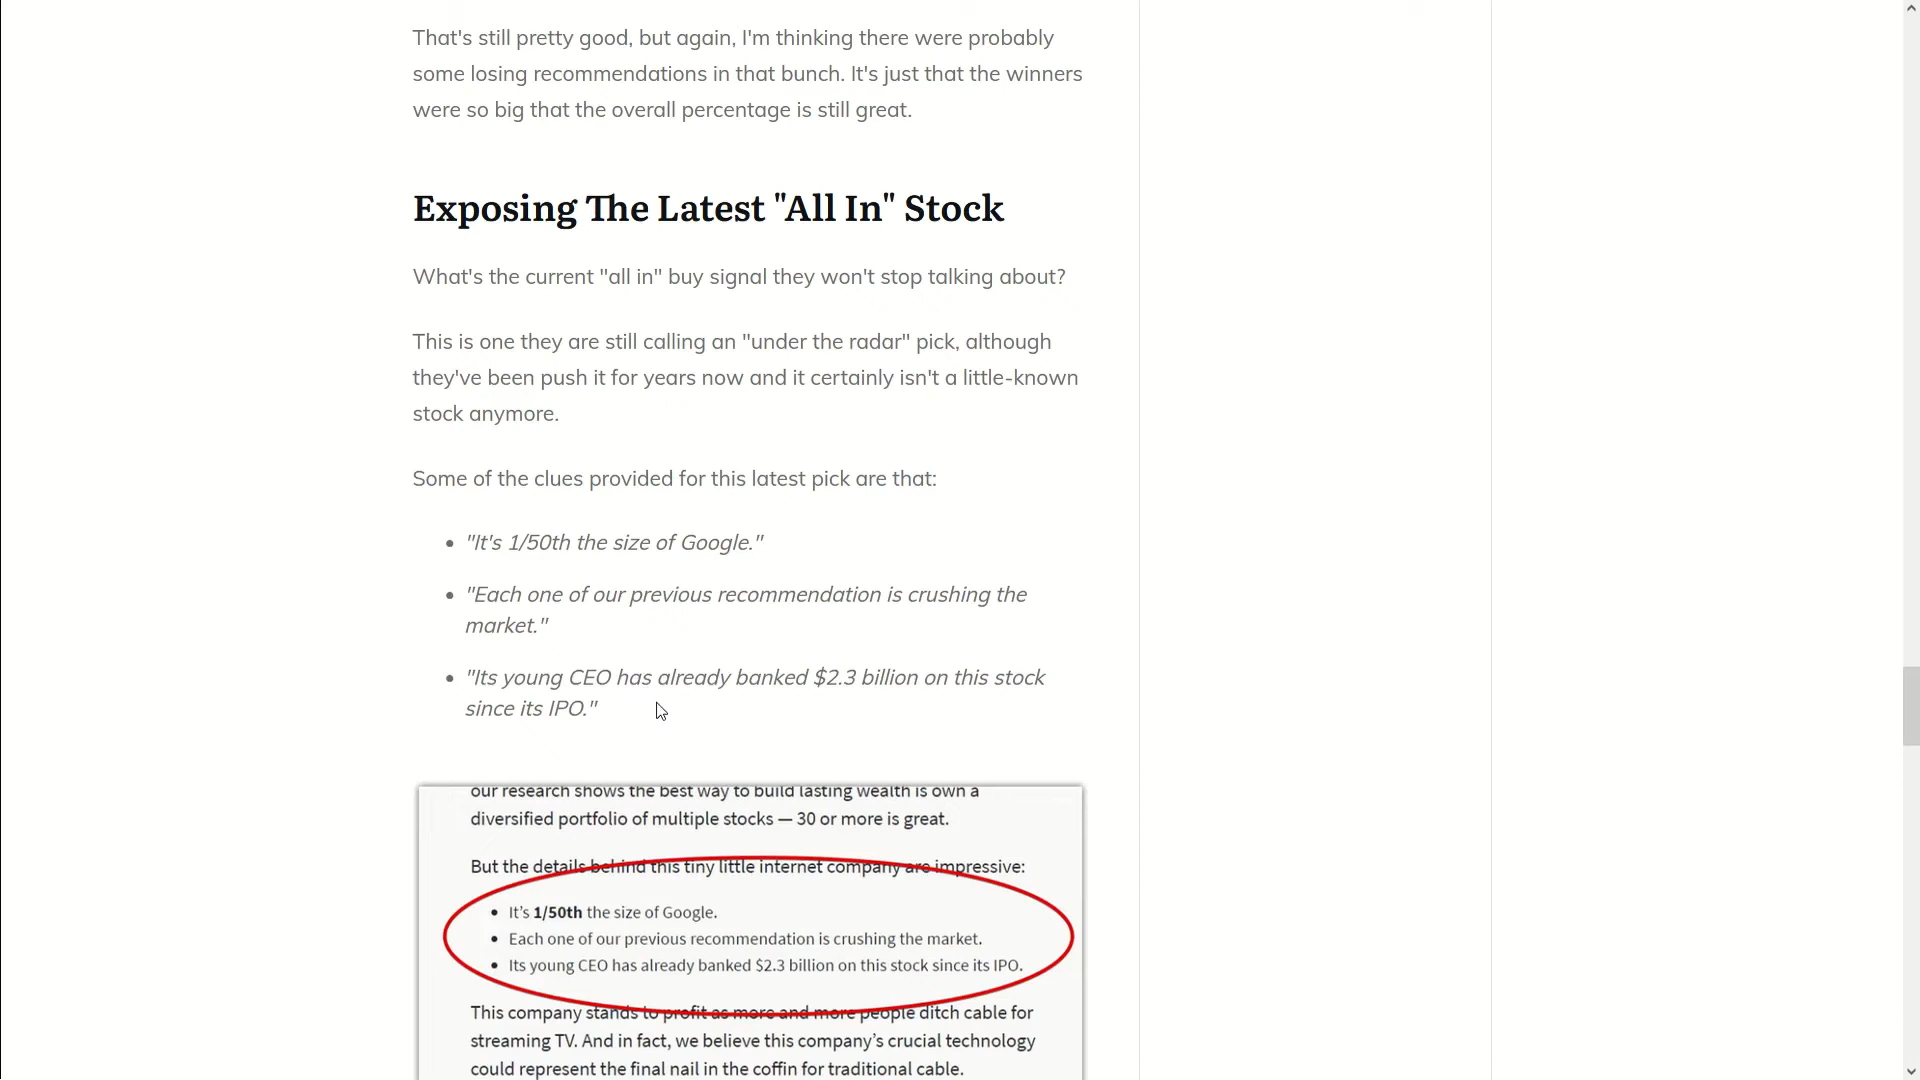 That's still pretty good, but again, I'm thinking there were probably
some losing recommendations in that bunch. It's just that the winners
were so big that the overall percentage is still great.
Exposing The Latest "All In" Stock
What's the current "all in" buy signal they won't stop talking about?
This is one they are still calling an "under the radar" pick, although
they've been push it for years now and it certainly isn't a little-known
stock anymore.
Some of the clues provided for this latest pick are that:
• "It's 1/50th the size of Google."
• "Each one of our previous recommendation is crushing the
market."
• "Its young CEO has already banked $2.3 billion on this stock
since its IPO."
our research shows the best way to build lasting wealth is own a
diversified portfolio of multiple stocks — 30 or more is great.
But the details behind this tiny little internet company are impressive:
• It's 1/50th the size of Google.
• Each one of our previous recommendation is crushing the market.
• Its young CEO has already banked $2.3 billion on this stock since its IPO.
This company stands to profit as more and more people ditch cable for
streaming TV. And in fact, we believe this company's crucial technology
could represent the final nail in the coffin for traditional cable.